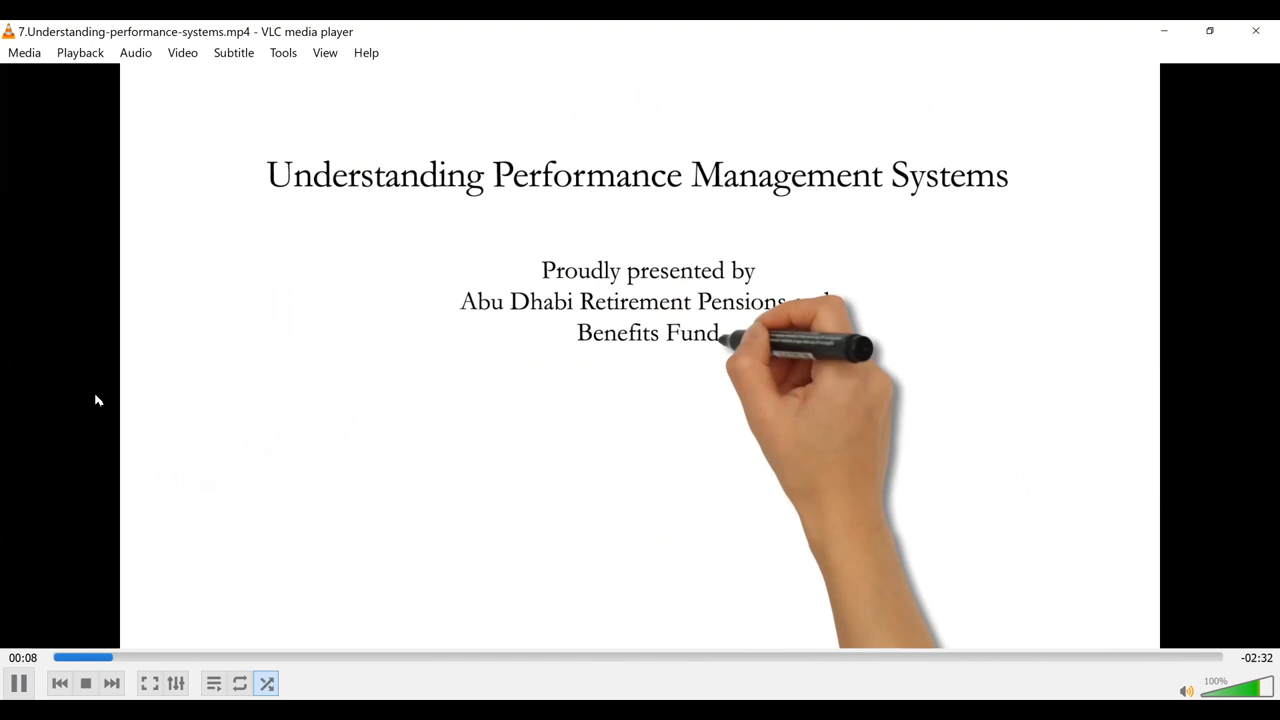 7.Understanding-performance-systems.mp4 - VLC media player
Media Playback Audio Video Subtitle Tools View Help
Understanding Performance Management Systems
Proudly presented by
Abu Dhabi Retirement Pensions
Benefits Fund
00:08 -02:32
100%